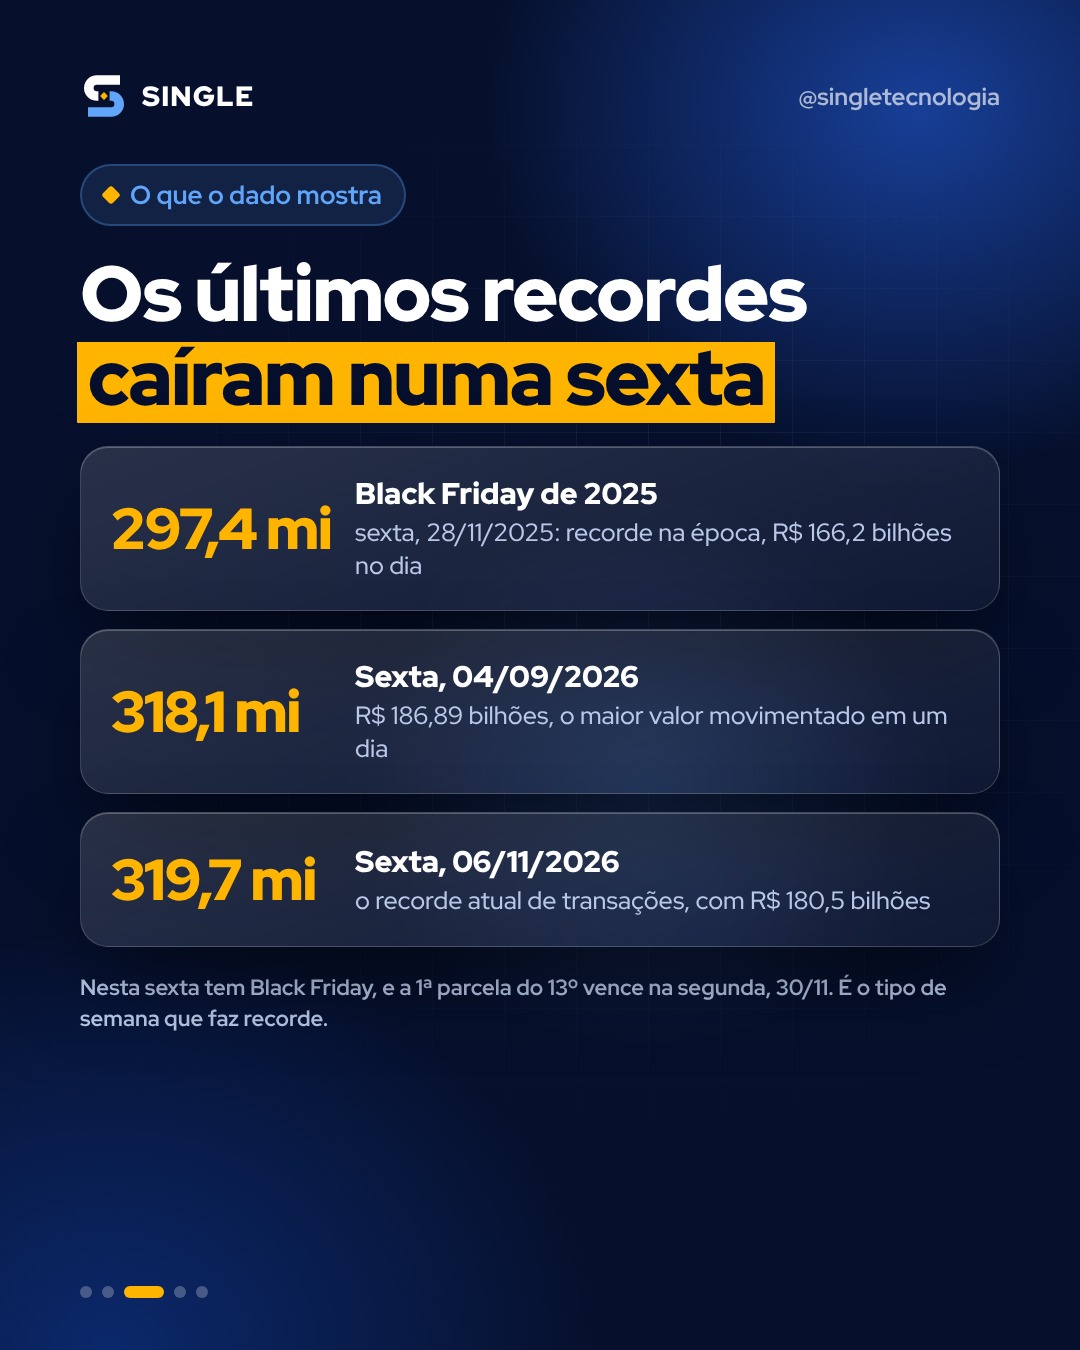 SINGLE
@singletecnologia
O que o dado mostra
Os últimos recordes
caíram numa sexta
297,4 mi
Black Friday de 2025
sexta, 28/11/2025: recorde na época, R$ 166,2 bilhões
no dia
318,1 mi
Sexta, 04/09/2026
R$ 186,89 bilhões, o maior valor movimentado em um
dia
319,7 mi
Sexta, 06/11/2026
o recorde atual de transações, com R$ 180,5 bilhões
Nesta sexta tem Black Friday, e a 1ª parcela do 13º vence na segunda, 30/11. É o tipo de
semana que faz recorde.